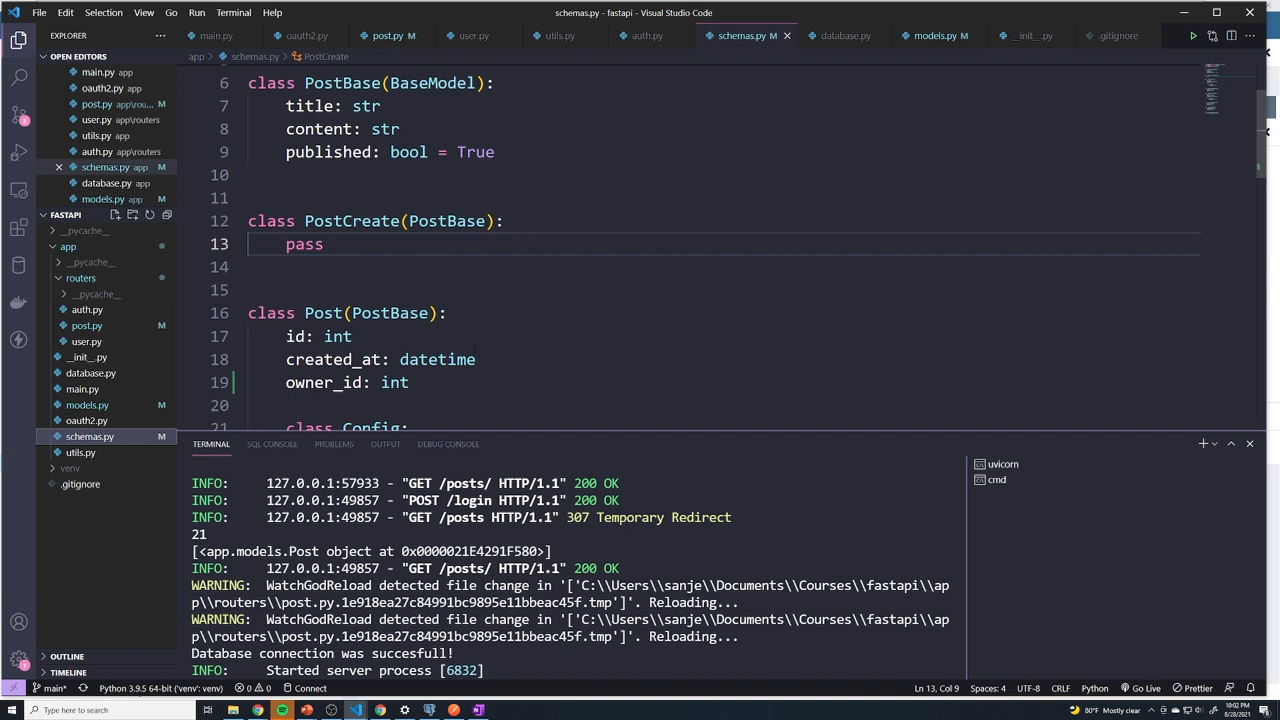 File Edit Selection View Go Run Terminal Help
schemas.py - fastapi - Visual Studio Code
EXPLORER
main.py oauth2.py post.py M user.py utils.py auth.py schemas.py M database.py models.py M __init__.py .gitignore
app > schemas.py > PostCreate
OPEN EDITORS
main.py app
oauth2.py app
post.py app\rou... M
user.py app\routers
utils.py app
auth.py app\routers
schemas.py app M
database.py app
models.py app M
FASTAPI
__pycache__
app
__pycache__
routers
__pycache__
auth.py
post.py M
user.py
__init__.py
database.py
main.py
models.py M
oauth2.py
schemas.py M
utils.py
venv
.gitignore
OUTLINE
TIMELINE
6 class PostBase(BaseModel):
7 title: str
8 content: str
9 published: bool = True
10
11
12 class PostCreate(PostBase):
13 pass
14
15
16 class Post(PostBase):
17 id: int
18 created_at: datetime
19 owner_id: int
20
21 class Config:
TERMINAL SQL CONSOLE PROBLEMS OUTPUT DEBUG CONSOLE
INFO: 127.0.0.1:57933 - "GET /posts/ HTTP/1.1" 200 OK
INFO: 127.0.0.1:49857 - "POST /login HTTP/1.1" 200 OK
INFO: 127.0.0.1:49857 - "GET /posts HTTP/1.1" 307 Temporary Redirect
21
[<app.models.Post object at 0x0000021E4291F580>]
INFO: 127.0.0.1:49857 - "GET /posts/ HTTP/1.1" 200 OK
WARNING: WatchGodReload detected file change in '['C:\\Users\\sanje\\Documents\\Courses\\fastapi\\ap
p\\routers\\post.py.1e918ea27c84991bc9895e11bbeac45f.tmp']'. Reloading...
WARNING: WatchGodReload detected file change in '['C:\\Users\\sanje\\Documents\\Courses\\fastapi\\ap
p\\routers\\post.py.1e918ea27c84991bc9895e11bbeac45f.tmp']'. Reloading...
Database connection was succesfull!
INFO: Started server process [6832]
uvicorn
cmd
main* Python 3.9.5 64-bit ('venv': venv) 0 0 Connect
Ln 13, Col 9 Spaces: 4 UTF-8 CRLF Python Go Live Prettier
Type here to search
80°F Mostly clear
10:02 PM
8/28/2021